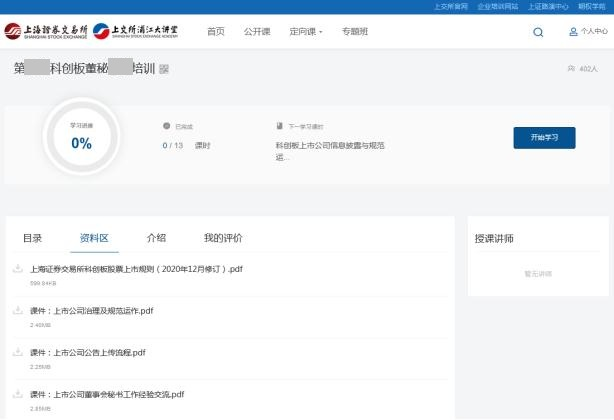 上交所官网 企业培训网站 上证路演中心 期权学苑
上海證券交易所 SHANGHAI STOCK EXCHANGE 上交所浦江大講堂 SHANGHAI STOCK EXCHANGE ACADEMY 首页 公开课 定向课 专题班 个人中心
第 科创板董秘 培训 402人
学习进度
0%
已完成
0 / 13 课时
下一学习课时
科创板上市公司信息披露与规范
运...
开始学习
目录 资料区 介绍 我的评价
上海证券交易所科创板股票上市规则(2020年12月修订).pdf
599.84KB
课件:上市公司治理及规范运作.pdf
2.40MB
课件:上市公司公告上传流程.pdf
2.25MB
课件:上市公司董事会秘书工作经验交流.pdf
2.85MB
授课讲师
暂无讲师